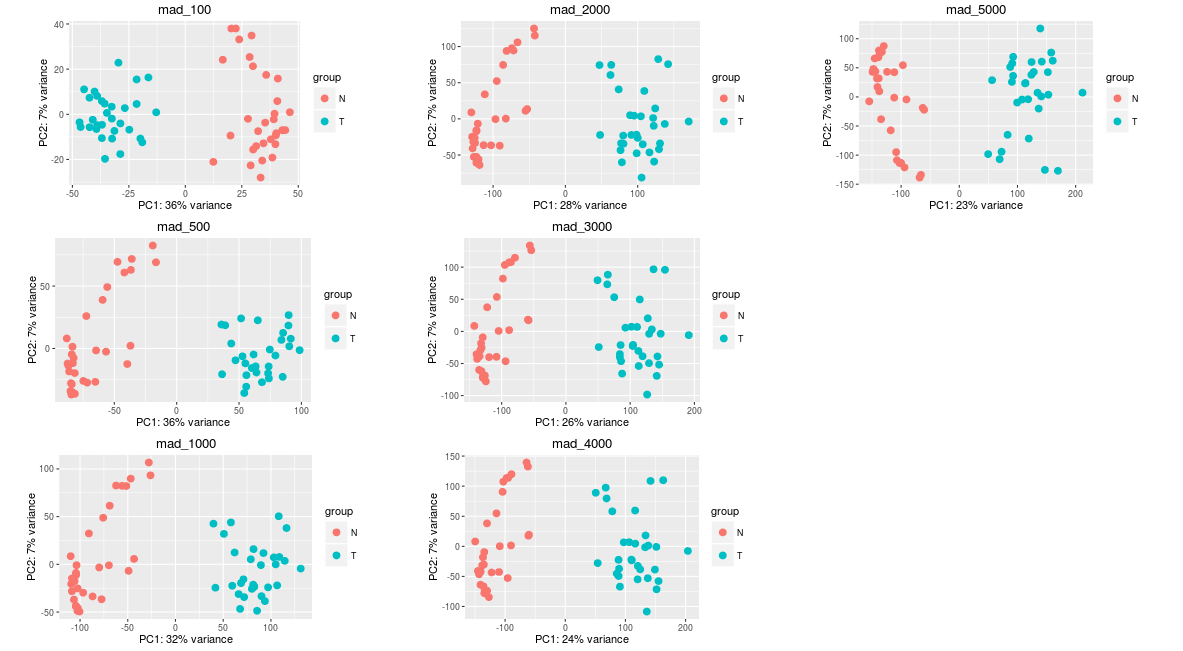 mad_100
PC2: 7% variance
40
20
0
-20
-50
-25
0
25
50
PC1: 36% variance
group
N
T
mad_2000
PC2: 7% variance
100
50
0
-50
-100
0
100
PC1: 28% variance
group
N
T
mad_5000
PC2: 7% variance
100
50
0
-50
-100
-150
-100
0
100
200
PC1: 23% variance
group
N
T
mad_500
PC2: 7% variance
50
0
-50
0
50
100
PC1: 36% variance
group
N
T
mad_3000
PC2: 7% variance
100
50
0
-50
-100
-100
0
100
200
PC1: 26% variance
group
N
T
mad_1000
PC2: 7% variance
100
50
0
-50
-100
-50
0
50
100
PC1: 32% variance
group
N
T
mad_4000
PC2: 7% variance
150
100
50
0
-50
-100
-100
0
100
200
PC1: 24% variance
group
N
T